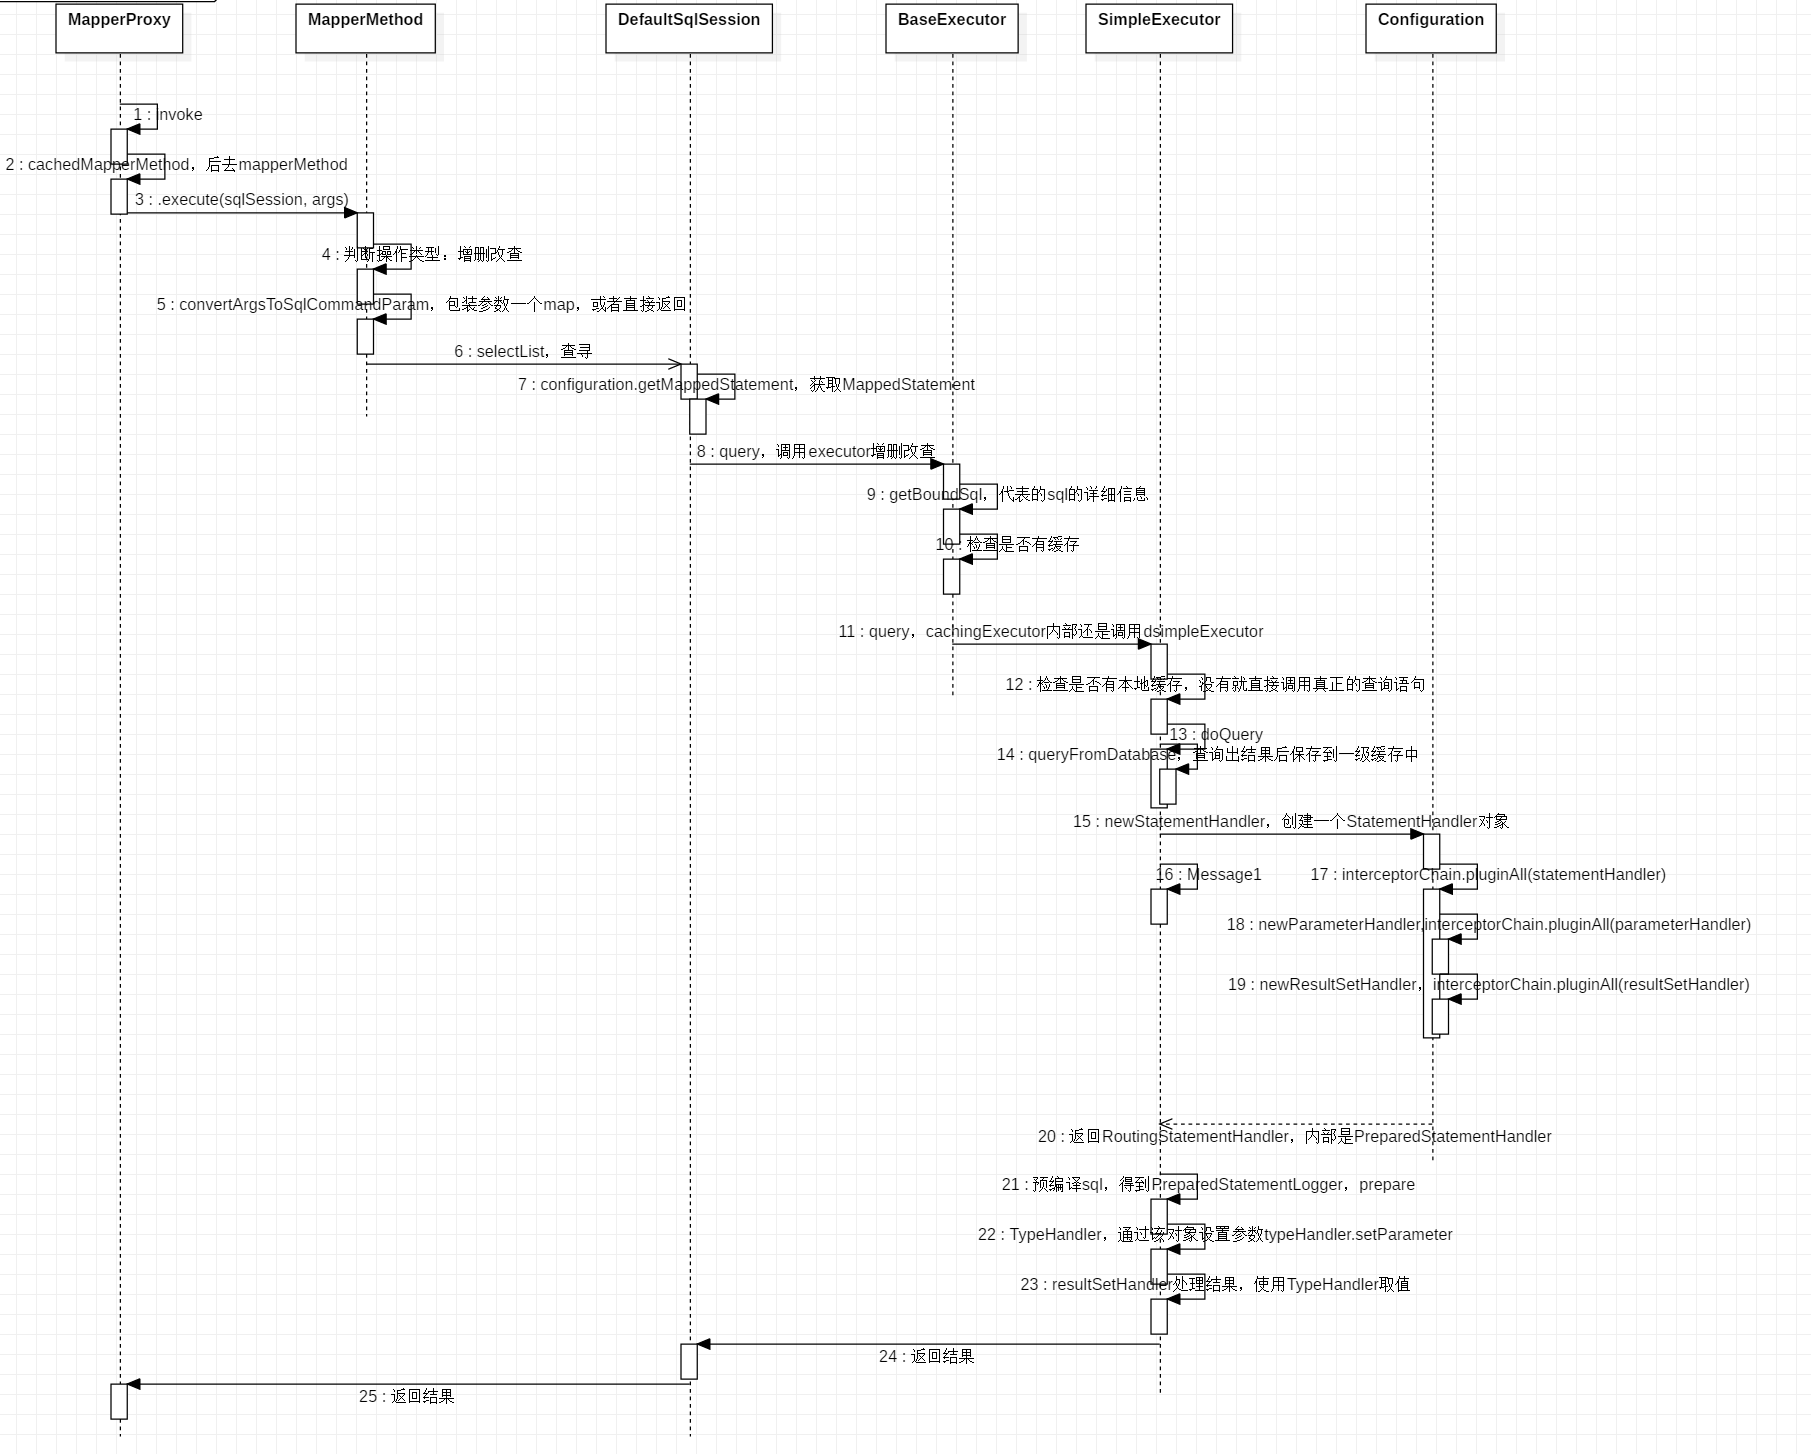 MapperProxy
MapperMethod
DefaultSqlSession
BaseExecutor
SimpleExecutor
Configuration
1 : invoke
2 : cachedMapperMethod，后去mapperMethod
3 : .execute(sqlSession, args)
4 : 判断操作类型：增删改查
5 : convertArgsToSqlCommandParam，包装参数一个map，或者直接返回
6 : selectList，查寻
7 : configuration.getMappedStatement，获取MappedStatement
8 : query，调用executor增删改查
9 : getBoundSql，代表的sql的详细信息
10 : 检查是否有缓存
11 : query，cachingExecutor内部还是调用dsimpleExecutor
12 : 检查是否有本地缓存，没有就直接调用真正的查询语句
13 : doQuery
14 : queryFromDatabase，查询出结果后保存到一级缓存中
15 : newStatementHandler，创建一个StatementHandler对象
16 : Message1
17 : interceptorChain.pluginAll(statementHandler)
18 : newParameterHandler,interceptorChain.pluginAll(parameterHandler)
19 : newResultSetHandler，interceptorChain.pluginAll(resultSetHandler)
20 : 返回RoutingStatementHandler，内部是PreparedStatementHandler
21 : 预编译sql，得到PreparedStatementLogger，prepare
22 : TypeHandler，通过该对象设置参数typeHandler.setParameter
23 : resultSetHandler处理结果，使用TypeHandler取值
24 : 返回结果
25 : 返回结果